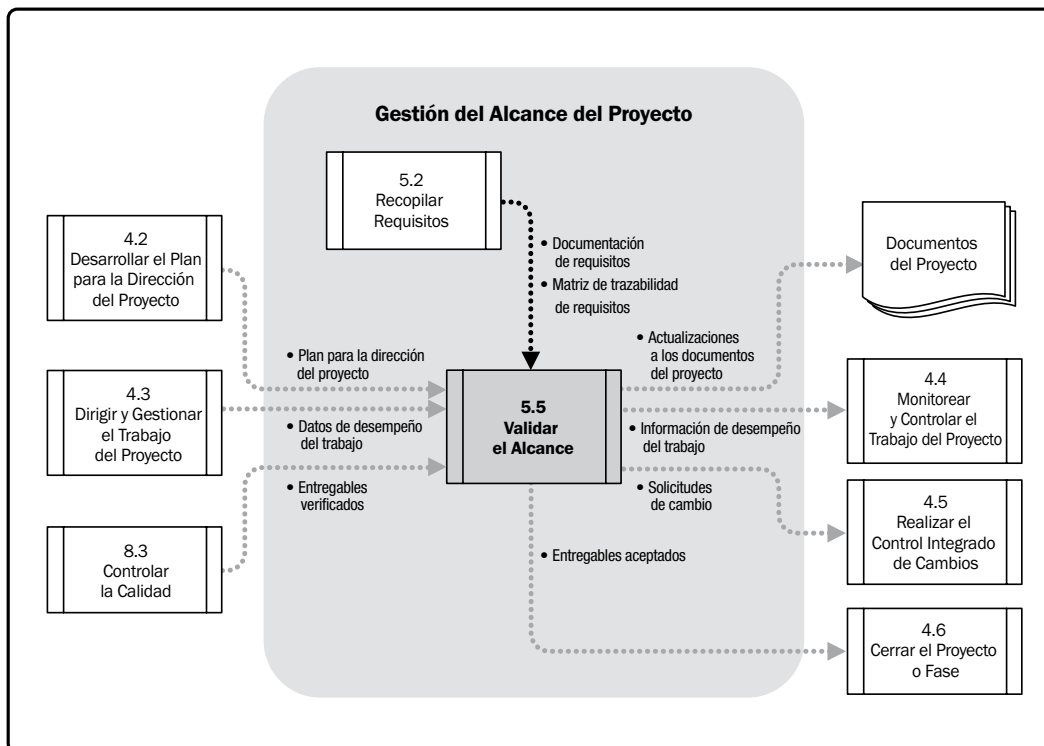 Gestión del Alcance del Proyecto
5.2
Recopilar
Requisitos
4.2
Desarrollar el Plan
para la Dirección
del Proyecto
• Documentación
de requisitos
• Matriz de trazabilidad
de requisitos
Documentos
del Proyecto
• Plan para la dirección
del proyecto
• Actualizaciones
a los documentos
del proyecto
4.3
Dirigir y Gestionar
el Trabajo
del Proyecto
• Datos de desempeño
del trabajo
5.5
Validar
el Alcance
• Información de desempeño
del trabajo
4.4
Monitorear
y Controlar el
Trabajo del Proyecto
• Entregables
verificados
• Solicitudes
de cambio
4.5
Realizar el
Control Integrado
de Cambios
8.3
Controlar
la Calidad
• Entregables aceptados
4.6
Cerrar el Proyecto
o Fase